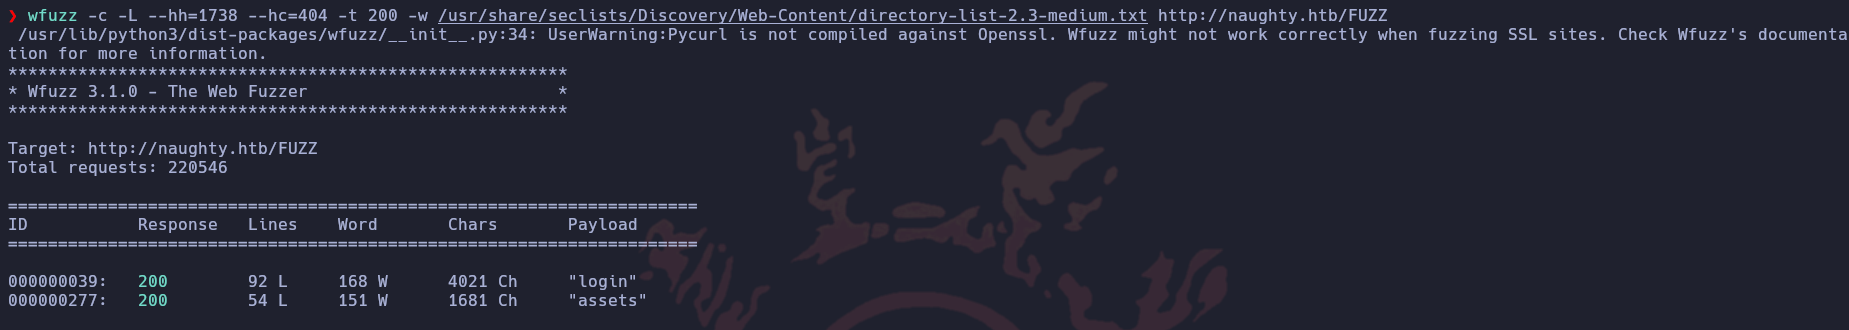 ❯ wfuzz -c -L --hh=1738 --hc=404 -t 200 -w /usr/share/seclists/Discovery/Web-Content/directory-list-2.3-medium.txt http://naughty.htb/FUZZ
 /usr/lib/python3/dist-packages/wfuzz/__init__.py:34: UserWarning:Pycurl is not compiled against Openssl. Wfuzz might not work correctly when fuzzing SSL sites. Check Wfuzz's documenta
tion for more information.
********************************************************
* Wfuzz 3.1.0 - The Web Fuzzer                         *
********************************************************

Target: http://naughty.htb/FUZZ
Total requests: 220546

=====================================================================
ID           Response   Lines    Word       Chars       Payload
=====================================================================

000000039:   200        92 L     168 W      4021 Ch     "login"
000000277:   200        54 L     151 W      1681 Ch     "assets"